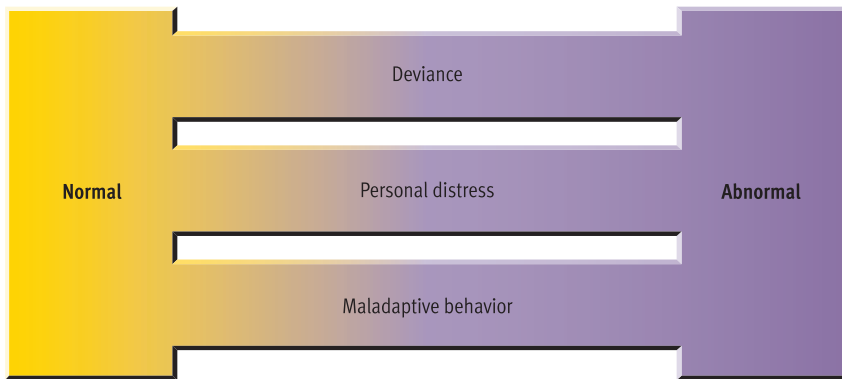 Deviance
Normal
Personal distress
Abnormal
Maladaptive behavior